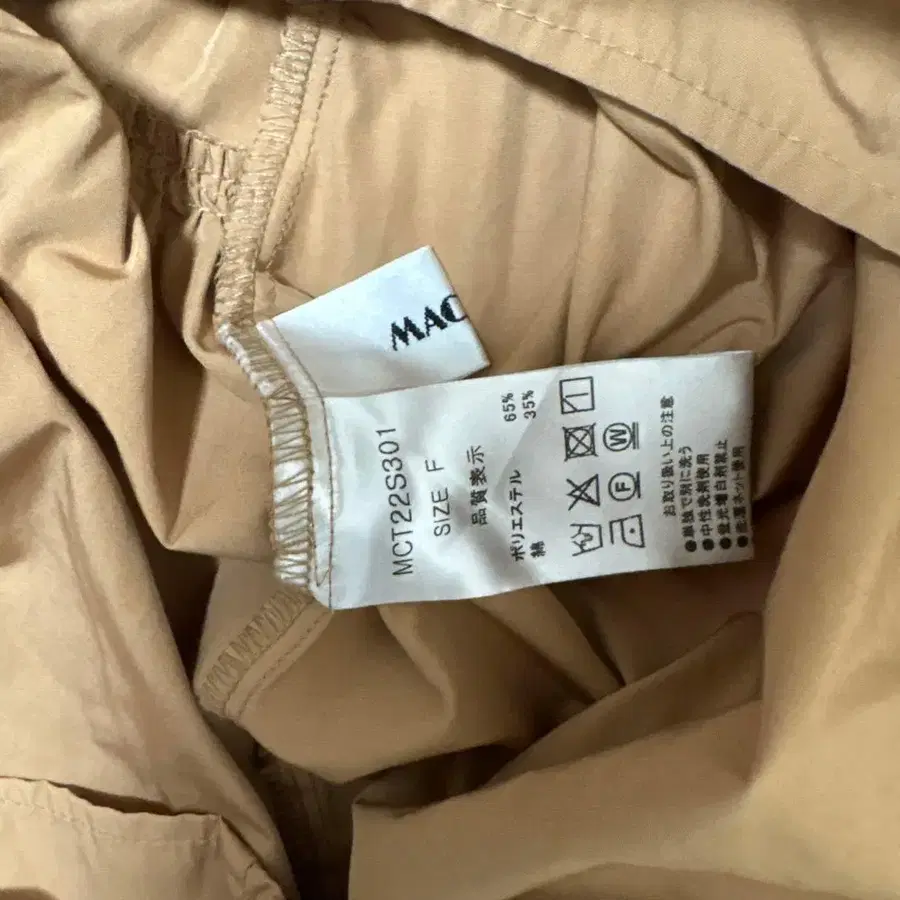 MAC
MCT22S301
SIZE F
品質表示
ポリエステル 65%
綿 35%
W
F
お取り扱い上の注意
●単独で別に洗う
●中性洗剤使用
●蛍光増白剤禁止
●洗濯ネット使用